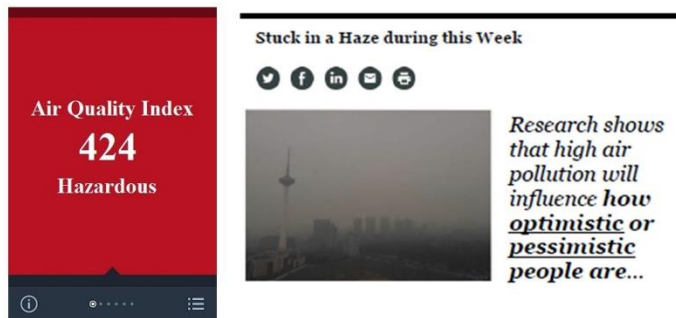 Air Quality Index
424
Hazardous
Stuck in a Haze during this Week
Research shows
that high air
pollution will
influence how
optimistic or
pessimistic
people are...